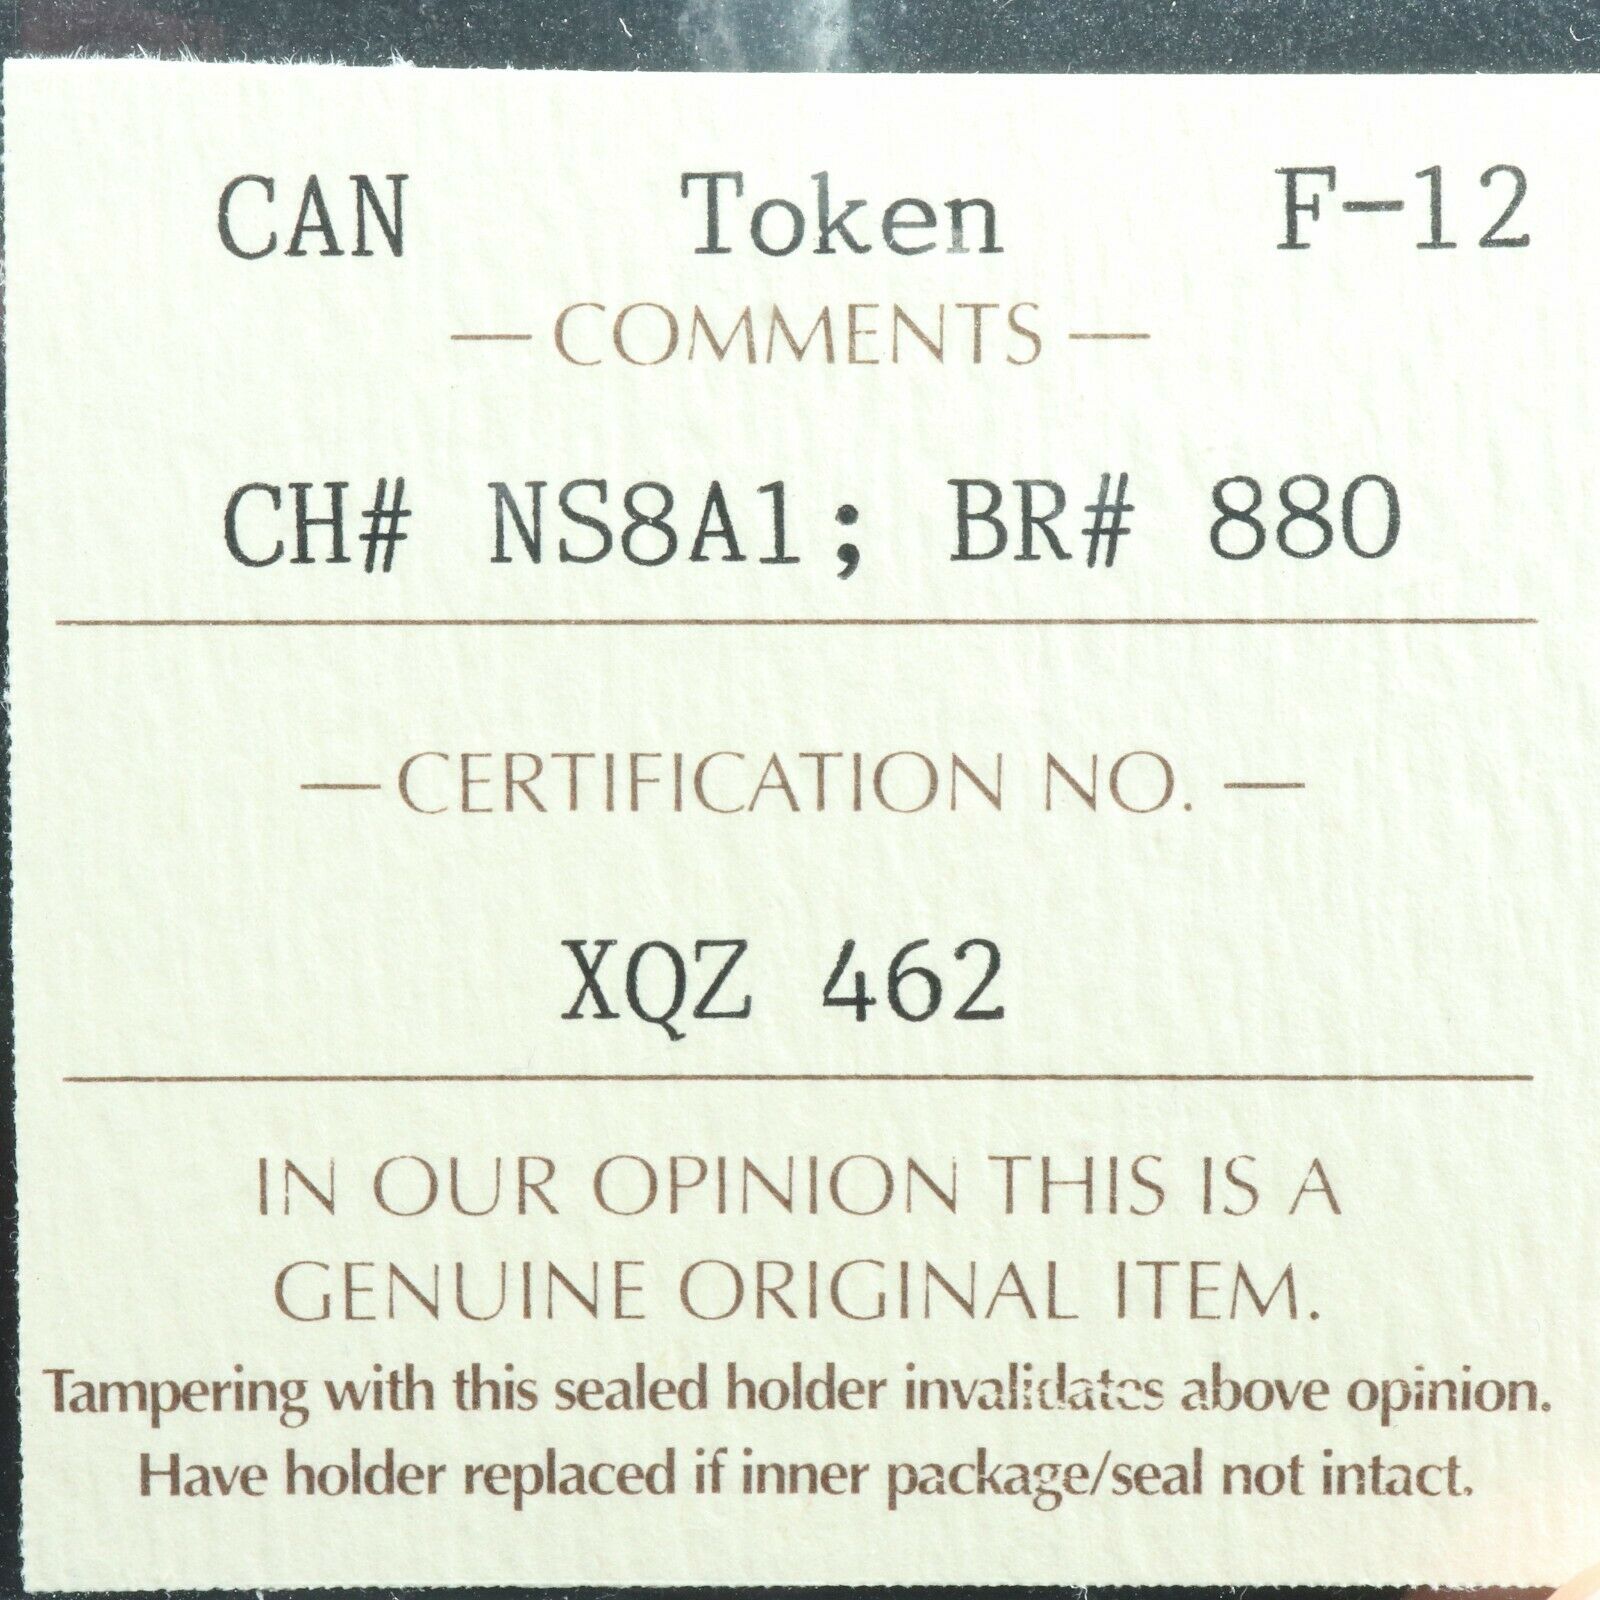 CAN Token F-12
— COMMENTS —
CH# NS8A1; BR# 880
— CERTIFICATION NO. —
XQZ 462
IN OUR OPINION THIS IS A
GENUINE ORIGINAL ITEM.
Tampering with this sealed holder invalidates above opinion.
Have holder replaced if inner package/seal not intact.